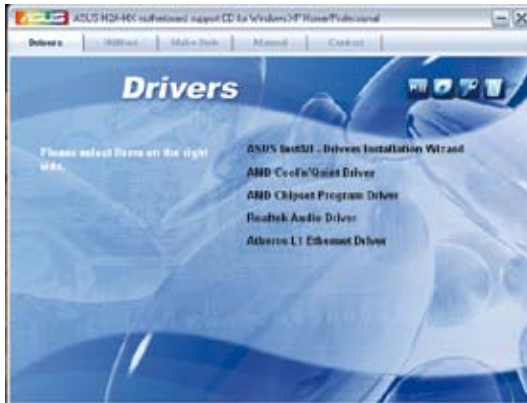 ASUS M2A-MX motherboard support CD for Windows XP Home/Professional
Drivers Utilities Make Disk Manual Contact
Drivers
Please select items on the right side.
ASUS InstAll - Drivers Installation Wizard
AMD Cool'n'Quiet Driver
AMD Chipset Program Driver
Realtek Audio Driver
Atheros L1 Ethernet Driver